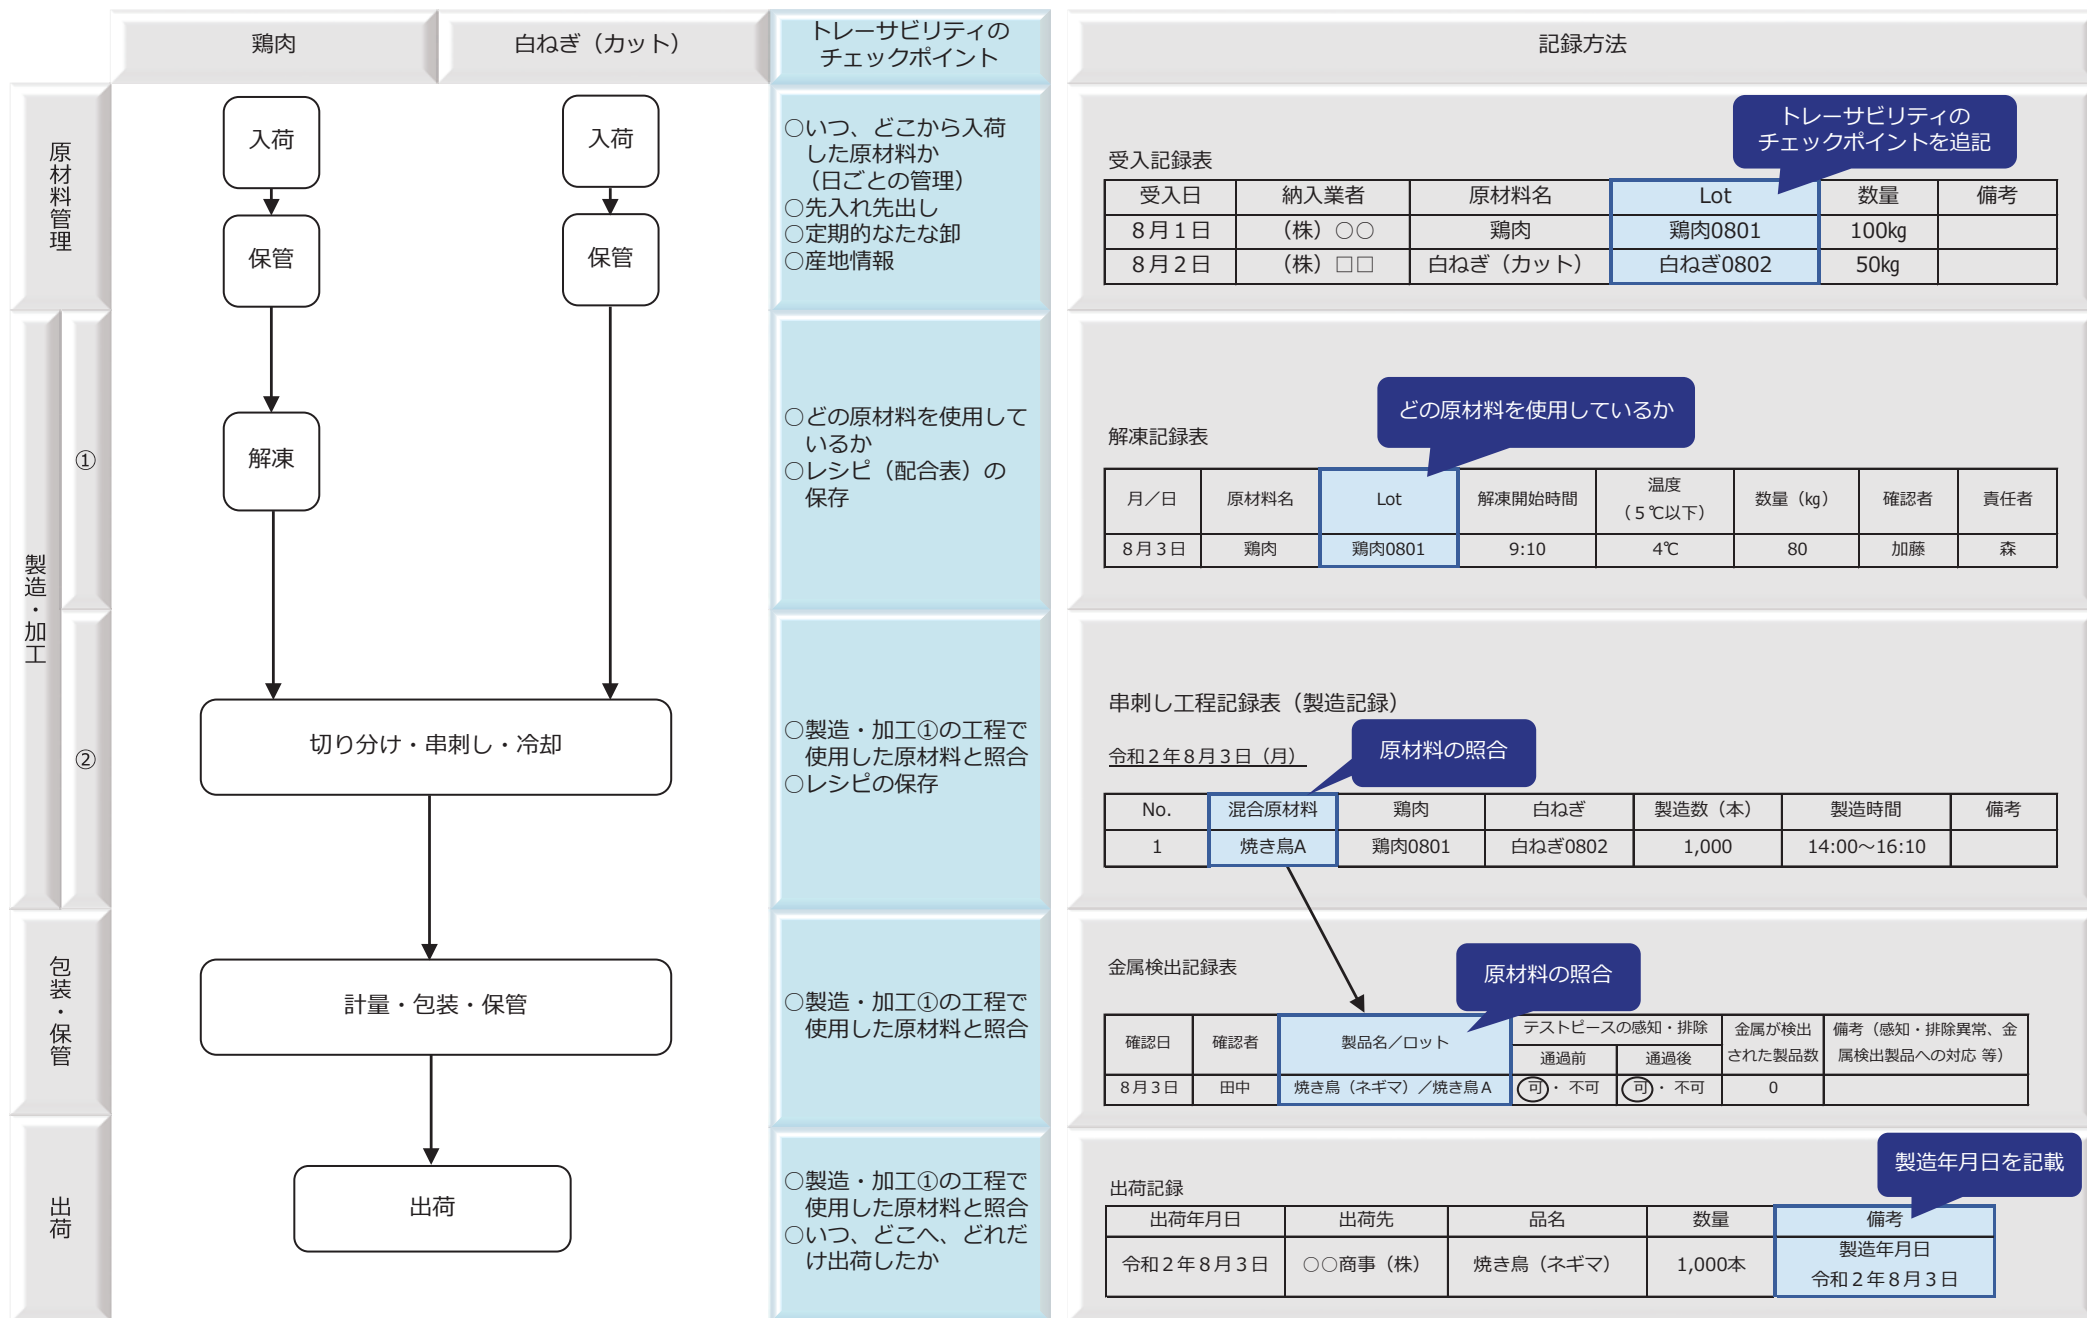 鶏肉
白ねぎ（カット）
トレーサビリティの
チェックポイント
記録方法
原材料管理
入荷
保管
入荷
保管
○いつ、どこから入荷
した原材料か
（日ごとの管理）
○先入れ先出し
○定期的なたな卸
○産地情報
トレーサビリティの
チェックポイントを追記
受入記録表
受入日 納入業者 原材料名 Lot 数量 備考
８月１日 （株）○○ 鶏肉 鶏肉0801 100kg
８月２日 （株）□□ 白ねぎ（カット） 白ねぎ0802 50kg
製造・加工
①
解凍
○どの原材料を使用して
いるか
○レシピ（配合表）の
保存
どの原材料を使用しているか
解凍記録表
月／日 原材料名 Lot 解凍開始時間 温度（５℃以下） 数量（kg） 確認者 責任者
８月３日 鶏肉 鶏肉0801 9:10 4℃ 80 加藤 森
②
切り分け・串刺し・冷却
○製造・加工①の工程で
使用した原材料と照合
○レシピの保存
串刺し工程記録表（製造記録）
令和２年８月３日（月）
原材料の照合
No. 混合原材料 鶏肉 白ねぎ 製造数（本） 製造時間 備考
1 焼き鳥A 鶏肉0801 白ねぎ0802 1,000 14:00～16:10
包装・保管
計量・包装・保管
○製造・加工①の工程で
使用した原材料と照合
金属検出記録表
原材料の照合
確認日 確認者 製品名／ロット テストピースの感知・排除 金属が検出された製品数 備考（感知・排除異常、金属検出製品への対応 等）
通過前 通過後
８月３日 田中 焼き鳥（ネギマ）／焼き鳥Ａ 可・ 不可 可・ 不可 0
出荷
出荷
○製造・加工①の工程で
使用した原材料と照合
○いつ、どこへ、どれだ
け出荷したか
製造年月日を記載
出荷記録
出荷年月日 出荷先 品名 数量 備考
令和２年８月３日 ○○商事（株） 焼き鳥（ネギマ） 1,000本 製造年月日
令和２年８月３日